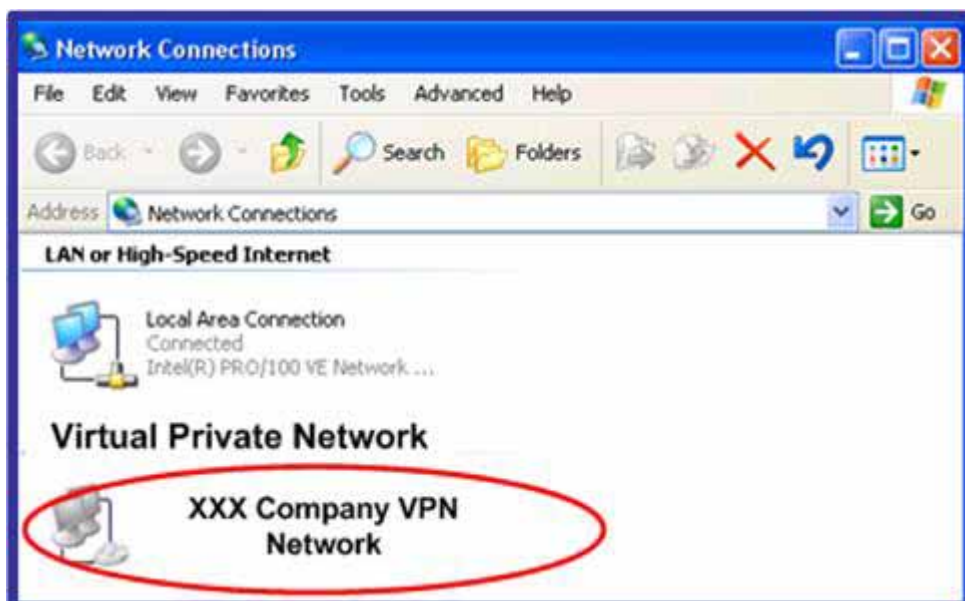 Network Connections
File Edit View Favorites Tools Advanced Help
Back Search Folders
Address Network Connections Go
LAN or High-Speed Internet
Local Area Connection
Connected
Intel(R) PRO/100 VE Network ...
Virtual Private Network
XXX Company VPN
Network